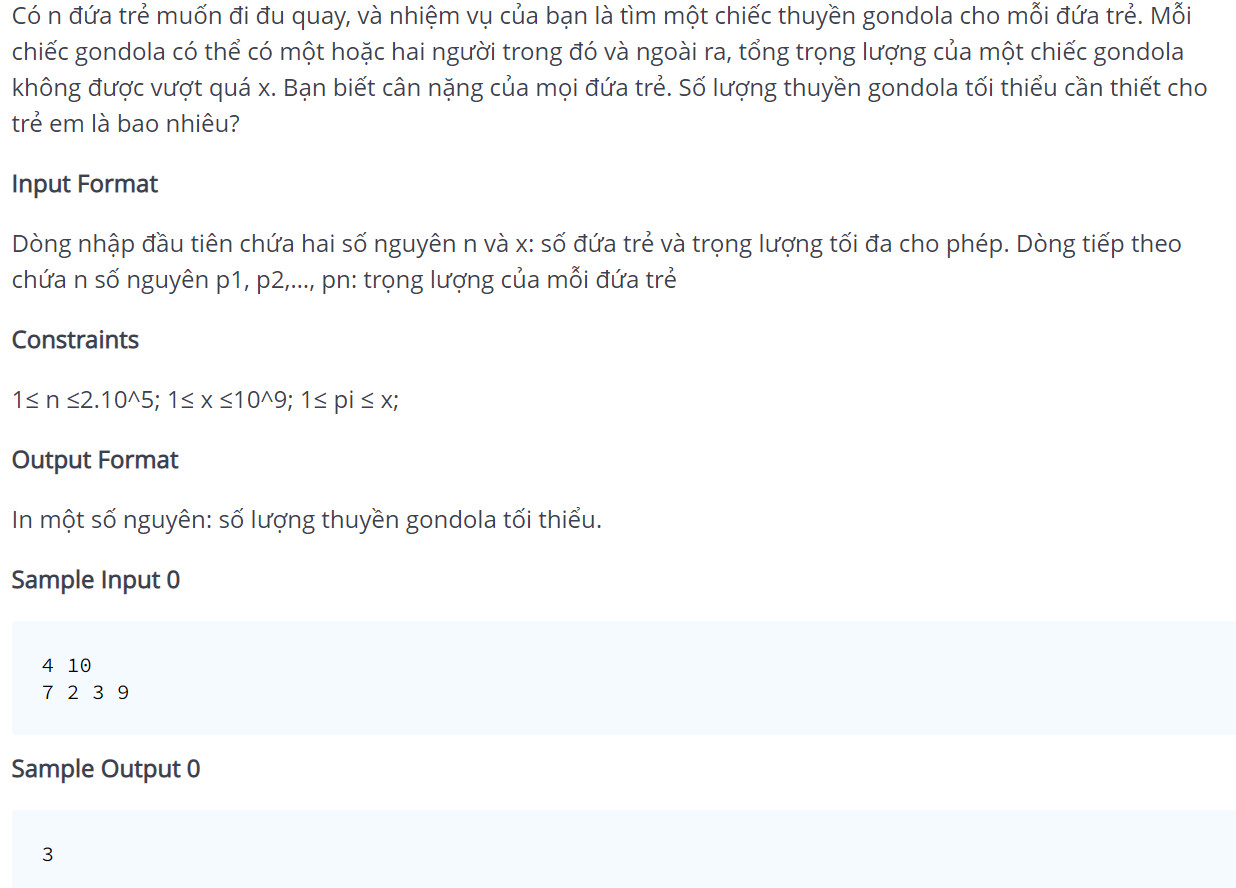 Có n đứa trẻ muốn đi đu quay, và nhiệm vụ của bạn là tìm một chiếc thuyền gondola cho mỗi đứa trẻ. Mỗi
chiếc gondola có thể có một hoặc hai người trong đó và ngoài ra, tổng trọng lượng của một chiếc gondola
không được vượt quá x. Bạn biết cân nặng của mọi đứa trẻ. Số lượng thuyền gondola tối thiểu cần thiết cho
trẻ em là bao nhiêu?
Input Format
Dòng nhập đầu tiên chứa hai số nguyên n và x: số đứa trẻ và trọng lượng tối đa cho phép. Dòng tiếp theo
chứa n số nguyên p1, p2,..., pn: trọng lượng của mỗi đứa trẻ
Constraints
1≤ n ≤2.10^5; 1≤ x ≤10^9; 1≤ pi ≤ x;
Output Format
In một số nguyên: số lượng thuyền gondola tối thiểu.
Sample Input 0
4 10
7 2 3 9
Sample Output 0
3